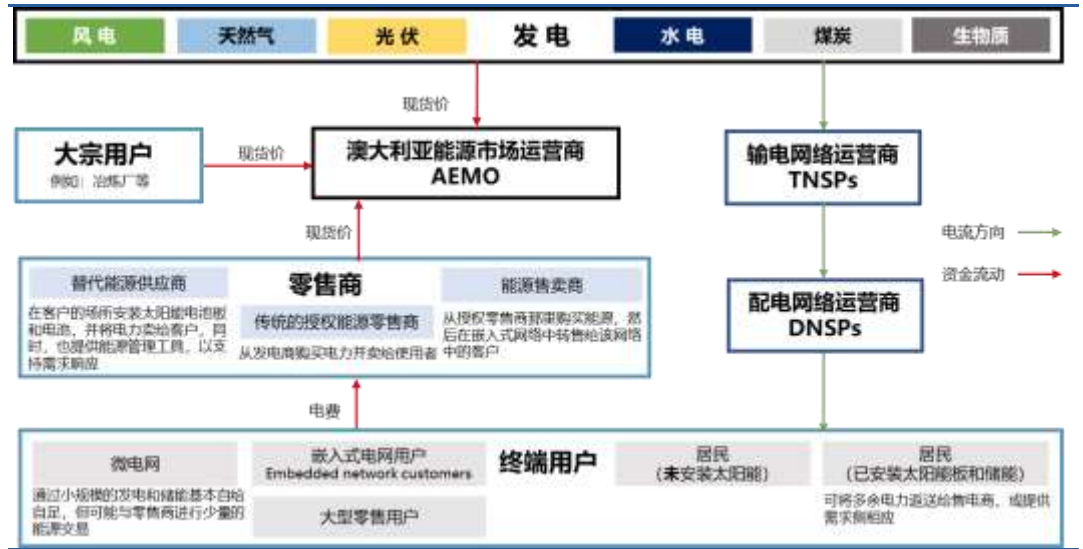 风电
天然气
光伏
发电
水电
煤炭
生物质
现货价
大宗用户
例如：冶炼厂等
现货价
澳大利亚能源市场运营商
AEMO
输电网络运营商
TNSPs
现货价
电流方向
资金流动
替代能源供应商
在客户的场所安装太阳能电池板
和电池，并将电力卖给客户，同
时，也提供能源管理工具，以支
持需求响应
零售商
传统的授权能源零售商
从发电商购买电力并卖给使用者
能源售卖商
从授权零售商那里购买能源，然
后在嵌入式网络中转售给该网络
中的客户
配电网络运营商
DNSPs
电费
微电网
通过小规模的发电和储能基本自给
自足，但可能与零售商进行少量的
能源交易
嵌入式电网用户
Embedded network customers
大型零售用户
终端用户
居民
(未安装太阳能)
居民
(已安装太阳能板和储能)
可将多余电力返送给售电商，或提供
需求侧相应